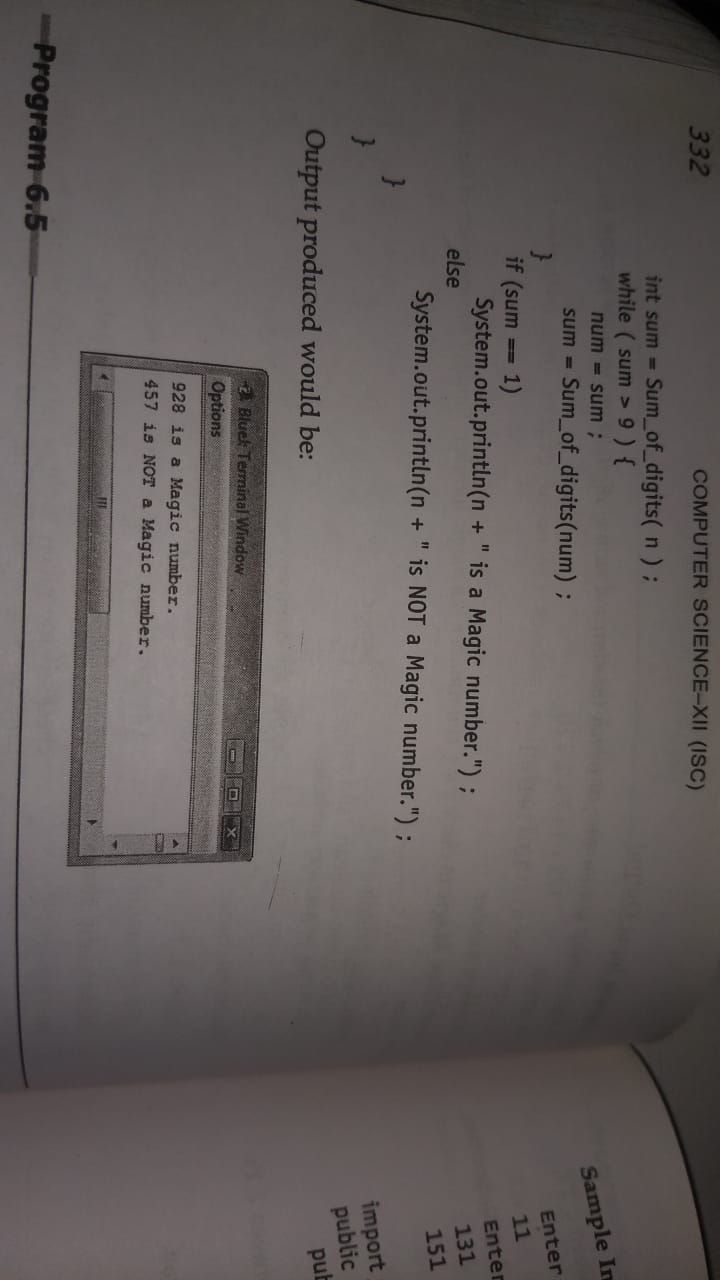 332
COMPUTER SCIENCE–XII (ISC)
int sum = Sum_of_digits( n ) ;
while ( sum > 9 ) {
num = sum ;
sum = Sum_of_digits(num) ;
}
if (sum == 1)
System.out.println(n + " is a Magic number.") ;
else
System.out.println(n + " is NOT a Magic number.") ;
}
}
Output produced would be:
BlueJ: Terminal Window
Options
928 is a Magic number.
457 is NOT a Magic number.
Program 6.5
Sample
Enter
11
Enter
131
151
import
public